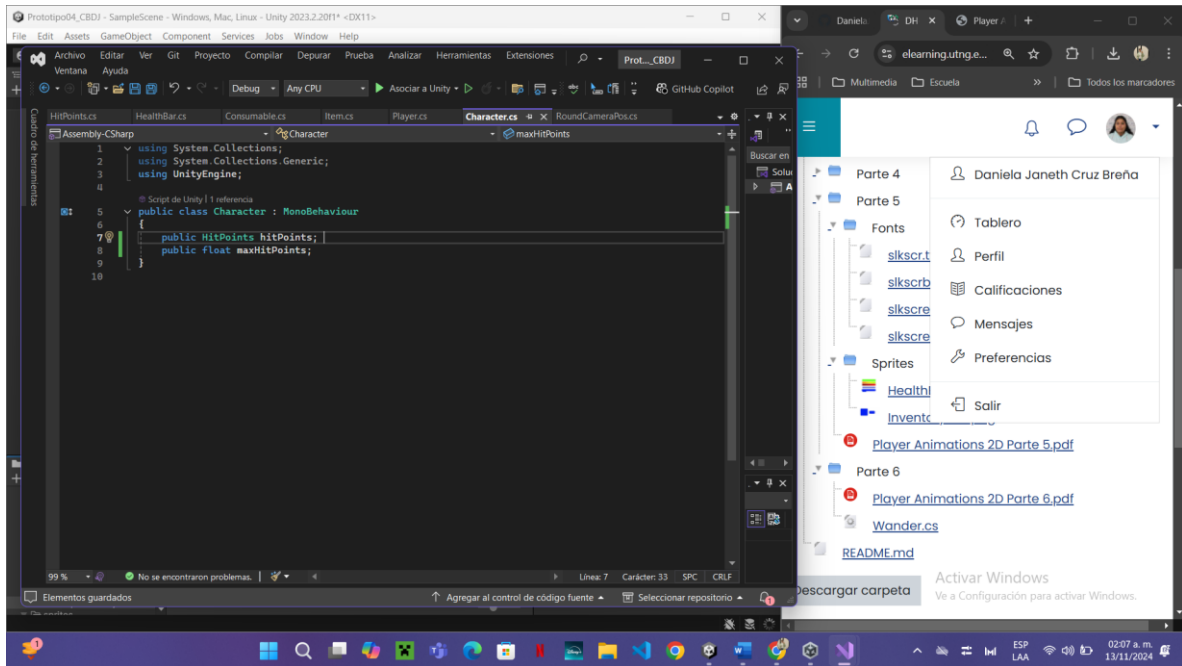 Prototipo04_CBDJ - SampleScene - Windows, Mac, Linux - Unity 2023.2.20f1* <DX11>
File Edit Assets GameObject Component Services Jobs Window Help
Archivo Editar Ver Git Proyecto Compilar Depurar Prueba Analizar Herramientas Extensiones
Ventana Ayuda
Prot..._CBDJ
Debug Any CPU Asociar a Unity GitHub Copilot
HitPoints.cs HealthBar.cs Consumable.cs Item.cs Player.cs Character.cs RoundCameraPos.cs
Cuadro de herramientas
Assembly-CSharp Character maxHitPoints
1 using System.Collections;
2 using System.Collections.Generic;
3 using UnityEngine;
4
Script de Unity | 1 referencia
5 public class Character : MonoBehaviour
6 {
7 public HitPoints hitPoints;
8 public float maxHitPoints;
9 }
10
Buscar en
Solu
A
99 % No se encontraron problemas. Línea: 7 Carácter: 33 SPC CRLF
Elementos guardados Agregar al control de código fuente Seleccionar repositorio
Daniela DH Player
elearning.utng.e...
Multimedia Escuela » Todos los marcadores
Daniela Janeth Cruz Breña
Tablero
Perfil
Calificaciones
Mensajes
Preferencias
Salir
Parte 4
Parte 5
Fonts
slkscr.t
slkscrb
slkscre
slkscre
Sprites
Health
Invento
Player Animations 2D Parte 5.pdf
Parte 6
Player Animations 2D Parte 6.pdf
Wander.cs
README.md
Descargar carpeta
Activar Windows
Ve a Configuración para activar Windows.
ESP
LAA
02:07 a. m.
13/11/2024